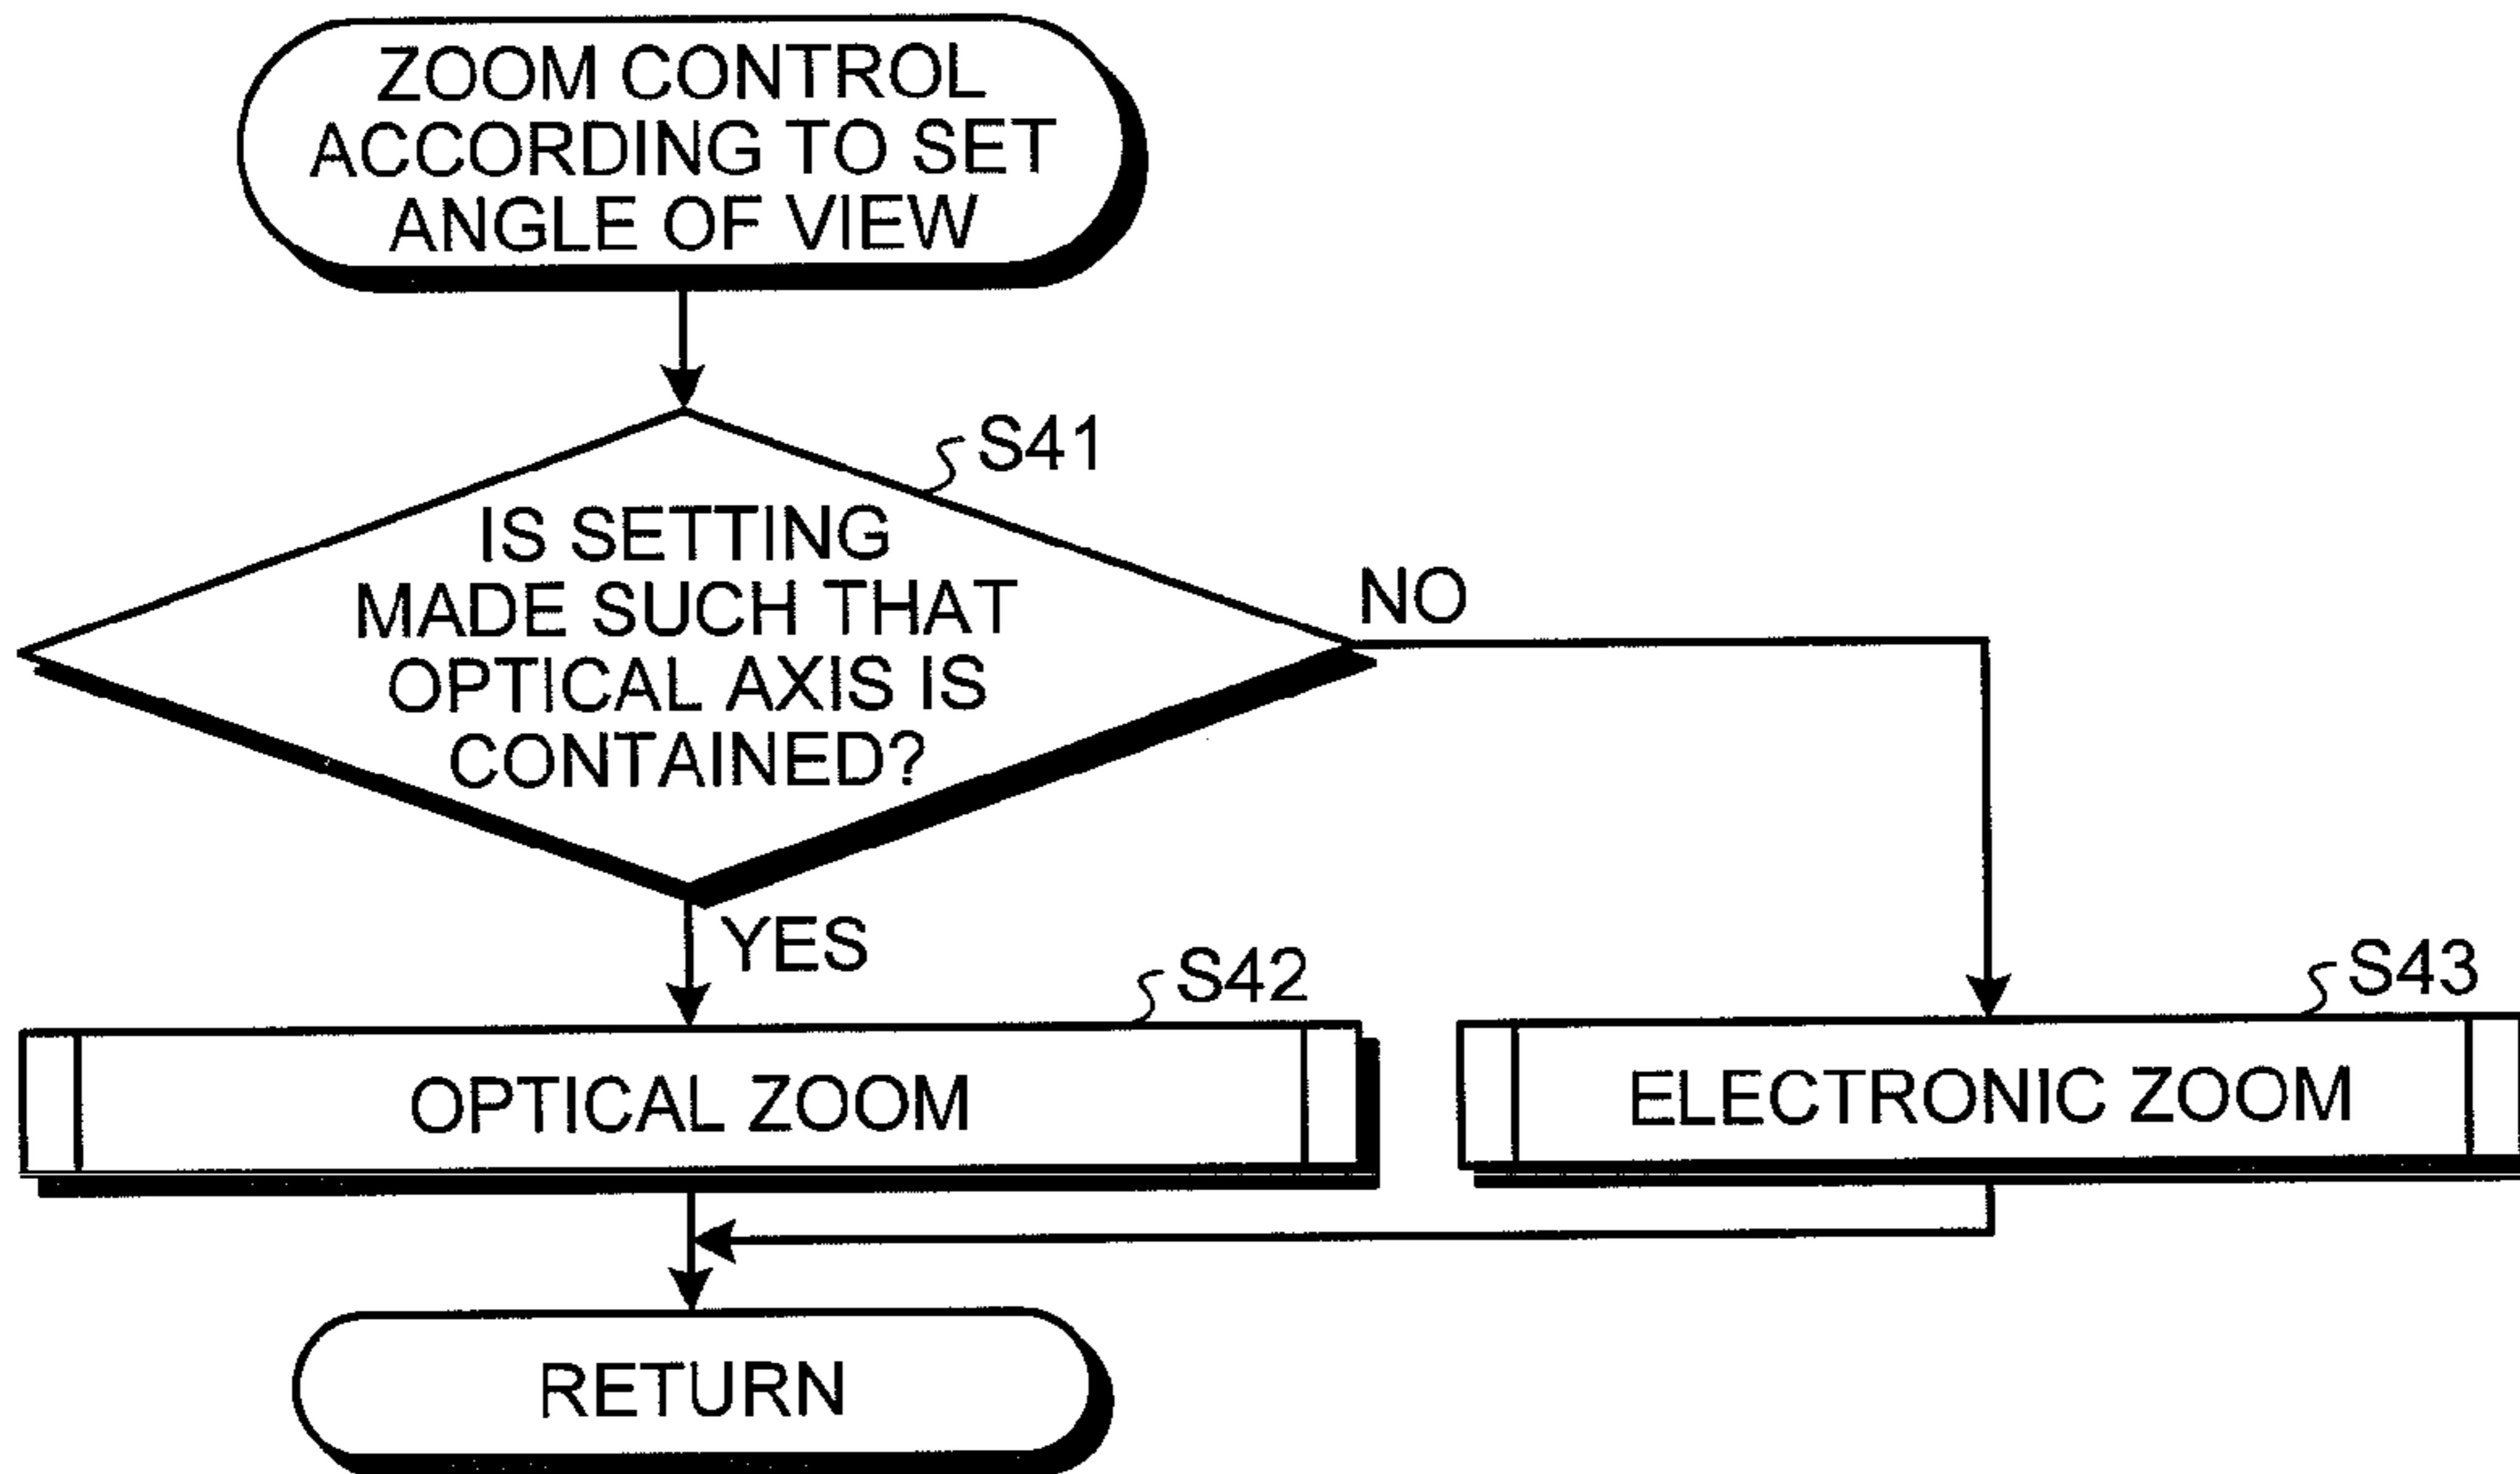 ZOOM CONTROL
ACCORDING TO SET
ANGLE OF VIEW
S41
IS SETTING
MADE SUCH THAT
OPTICAL AXIS IS
CONTAINED?
NO
YES
S42
S43
OPTICAL ZOOM
ELECTRONIC ZOOM
RETURN